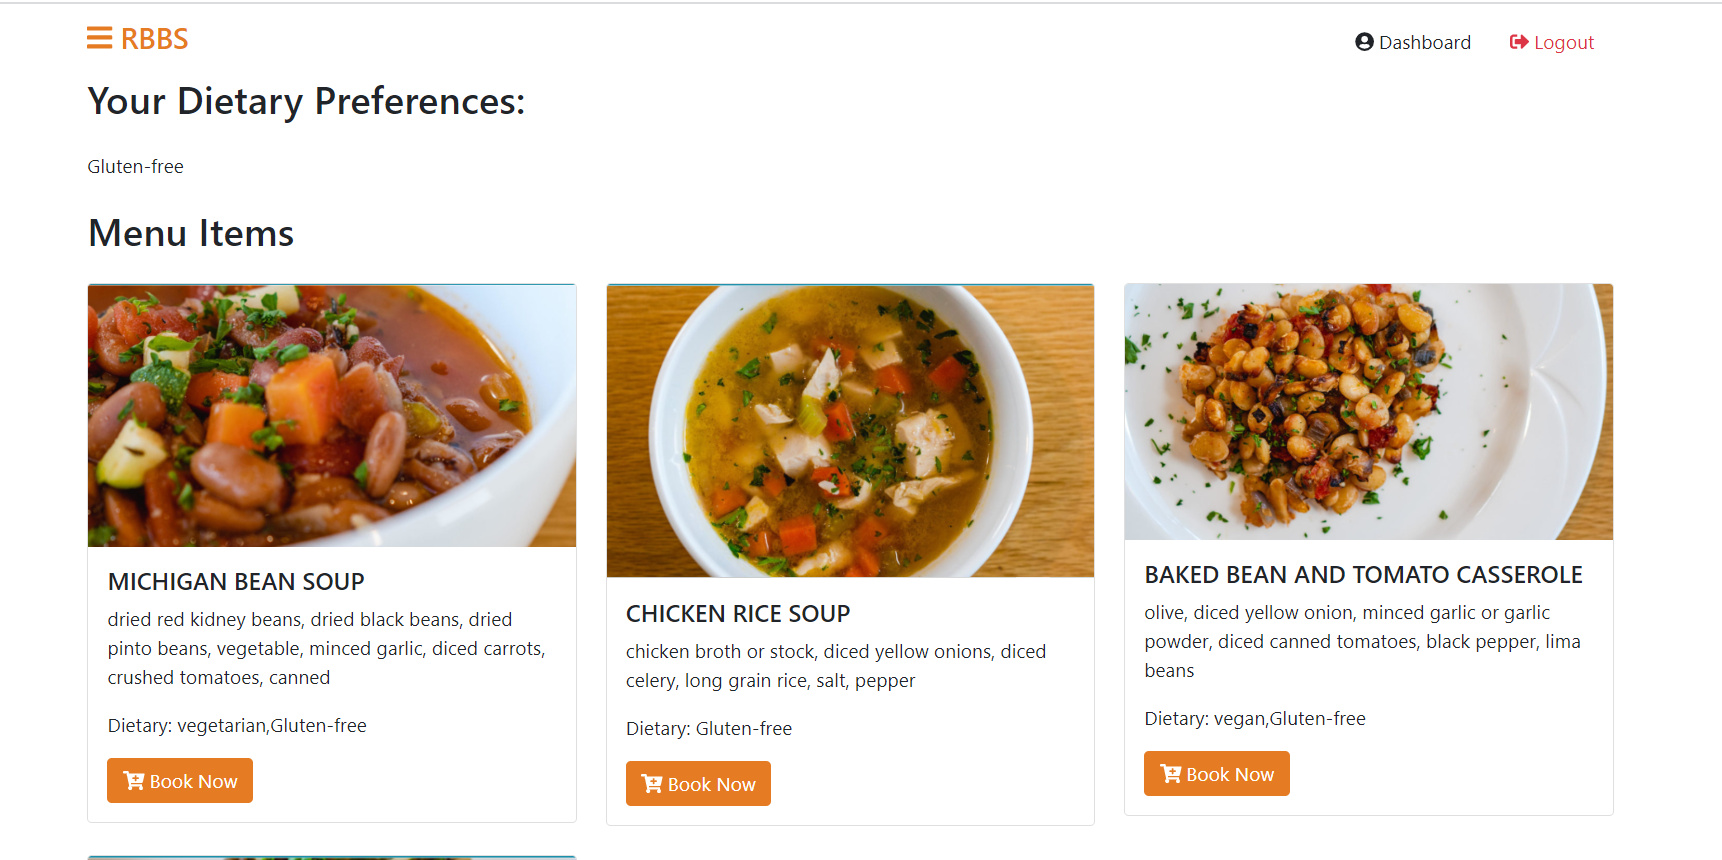 RBBS
Dashboard
Logout
Your Dietary Preferences:
Gluten-free
Menu Items
MICHIGAN BEAN SOUP
dried red kidney beans, dried black beans, dried
pinto beans, vegetable, minced garlic, diced carrots,
crushed tomatoes, canned
Dietary: vegetarian,Gluten-free
Book Now
CHICKEN RICE SOUP
chicken broth or stock, diced yellow onions, diced
celery, long grain rice, salt, pepper
Dietary: Gluten-free
Book Now
BAKED BEAN AND TOMATO CASSEROLE
olive, diced yellow onion, minced garlic or garlic
powder, diced canned tomatoes, black pepper, lima
beans
Dietary: vegan,Gluten-free
Book Now